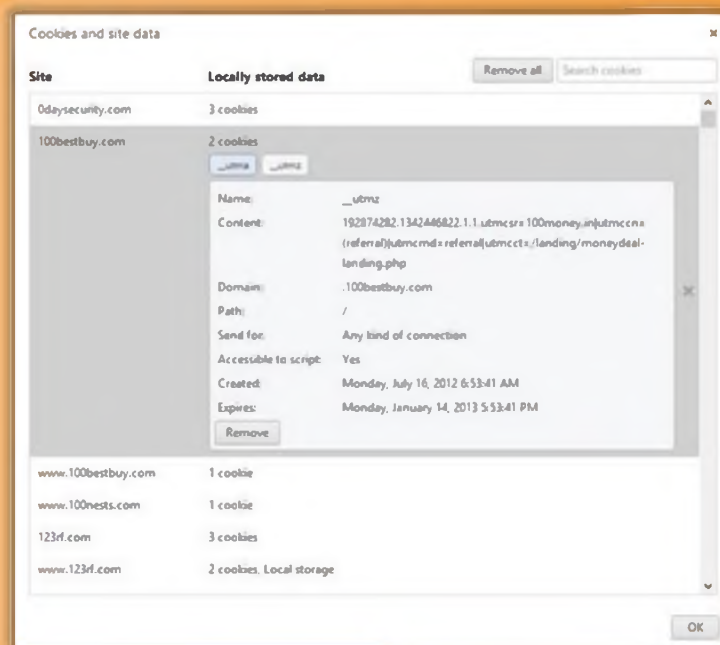 Cookies and site data
Site Locally stored data Remove all Search cookies
0daysecurity.com 3 cookies
100bestbuy.com 2 cookies
__utma __utmz
Name: __utmz
Content: 192874282.1342446822.1.1.utmcsr=100money.in|utmccn=
(referral)|utmcmd=referral|utmcct=/landing/moneydeal-
landing.php
Domain: .100bestbuy.com
Path: /
Send for: Any kind of connection
Accessible to script: Yes
Created: Monday, July 16, 2012 6:53:41 AM
Expires: Monday, January 14, 2013 5:53:41 PM
Remove
www.100bestbuy.com 1 cookie
www.100nests.com 1 cookie
123rf.com 3 cookies
www.123rf.com 2 cookies, Local storage
OK